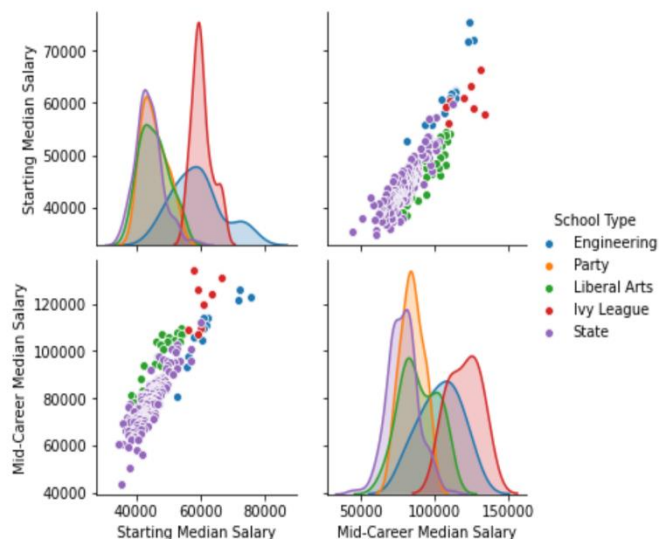 Starting Median Salary
70000
60000
50000
40000
School Type
Engineering
Party
Liberal Arts
Ivy League
State
Mid-Career Median Salary
120000
100000
80000
60000
40000
40000 60000 80000
Starting Median Salary
50000 100000 150000
Mid-Career Median Salary